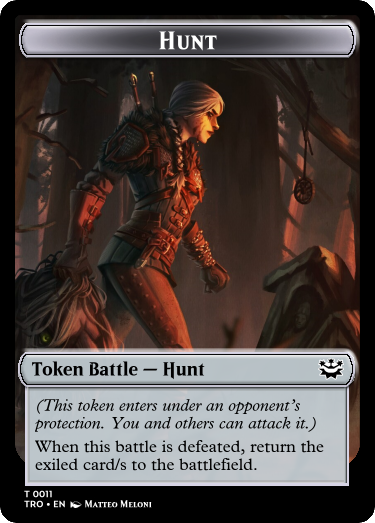 Hunt
Token Battle — Hunt
(This token enters under an opponent's
protection. You and others can attack it.)
When this battle is defeated, return the
exiled card/s to the battlefield.
T 0011
TRO • EN Matteo Meloni